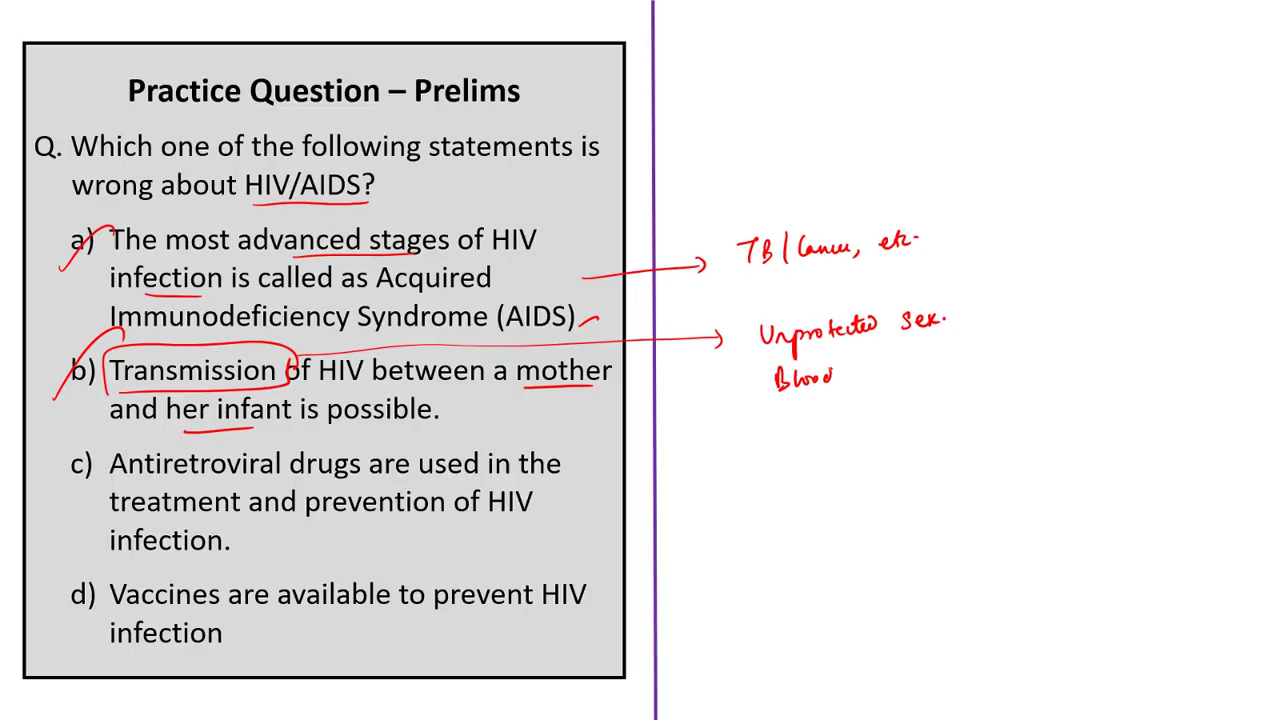 Practice Question – Prelims
Q. Which one of the following statements is
wrong about HIV/AIDS?
a) The most advanced stages of HIV
infection is called as Acquired
Immunodeficiency Syndrome (AIDS)
b) Transmission of HIV between a mother
and her infant is possible.
c) Antiretroviral drugs are used in the
treatment and prevention of HIV
infection.
d) Vaccines are available to prevent HIV
infection
TB/Cancer, etc.
Unprotected sex.
Blood